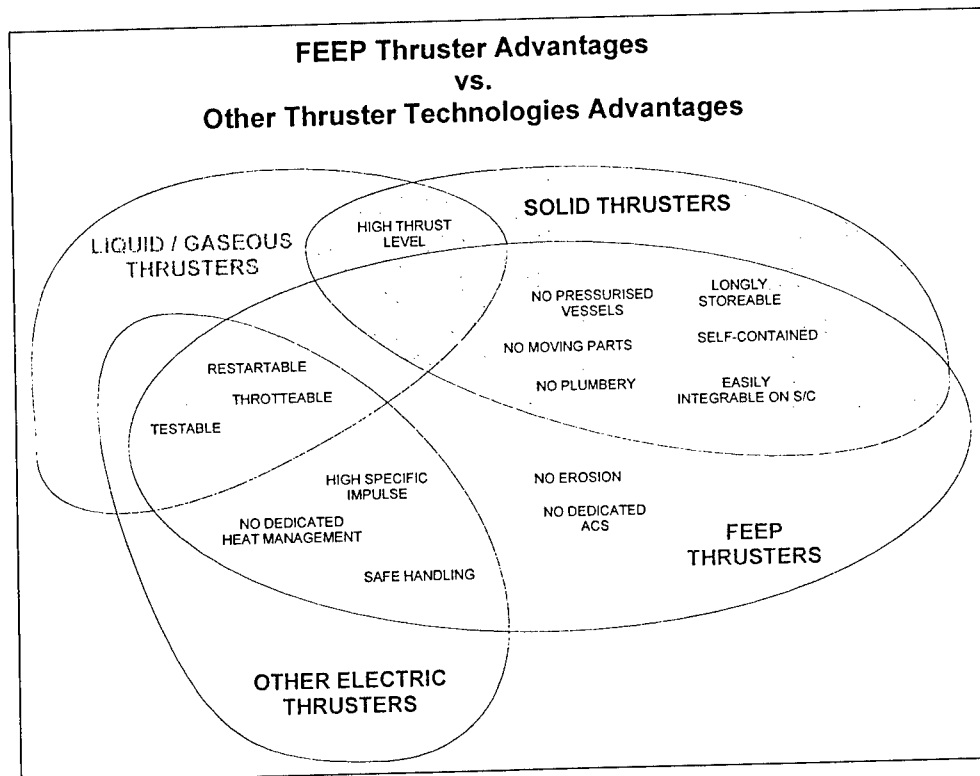 FEEP Thruster Advantages
vs.
Other Thruster Technologies Advantages
LIQUID / GASEOUS
THRUSTERS
HIGH THRUST
LEVEL
SOLID THRUSTERS
NO PRESSURISED
VESSELS
LONGLY
STOREABLE
NO MOVING PARTS
SELF-CONTAINED
NO PLUMBERY
EASILY
INTEGRABLE ON S/C
RESTARTABLE
THROTTEABLE
TESTABLE
HIGH SPECIFIC
IMPULSE
NO DEDICATED
HEAT MANAGEMENT
SAFE HANDLING
NO EROSION
NO DEDICATED
ACS
FEEP
THRUSTERS
OTHER ELECTRIC
THRUSTERS